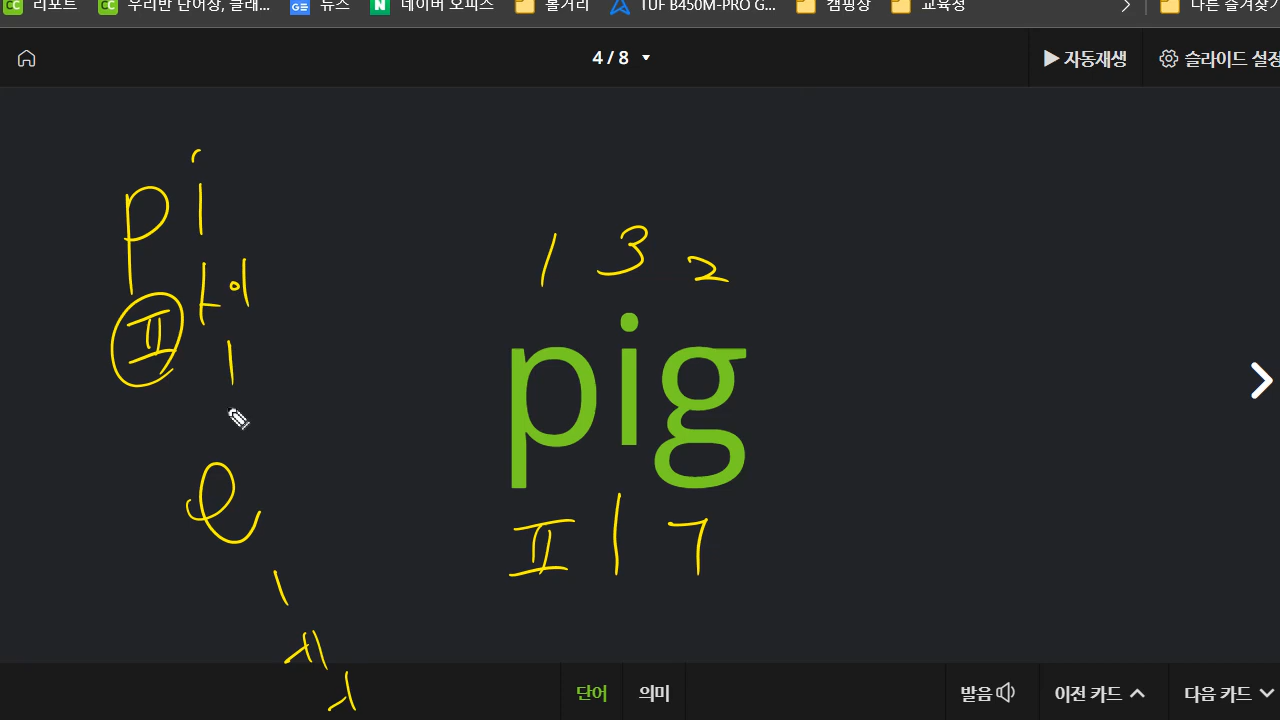 리포트 우리반 단어장, 클래... 뉴스 네이버 오피스 볼거리 TUF B450M-PRO G... 캠핑장 교육청 다른 즐겨찾기
4 / 8 자동재생 슬라이드 설정
pi
ㅍ ㅏㅣ
ㅣ
e
ㅣ
ㅔ
ㅓ
1 3 2
pig
ㅍ ㅣ ㄱ
단어 의미 발음 이전 카드 다음 카드